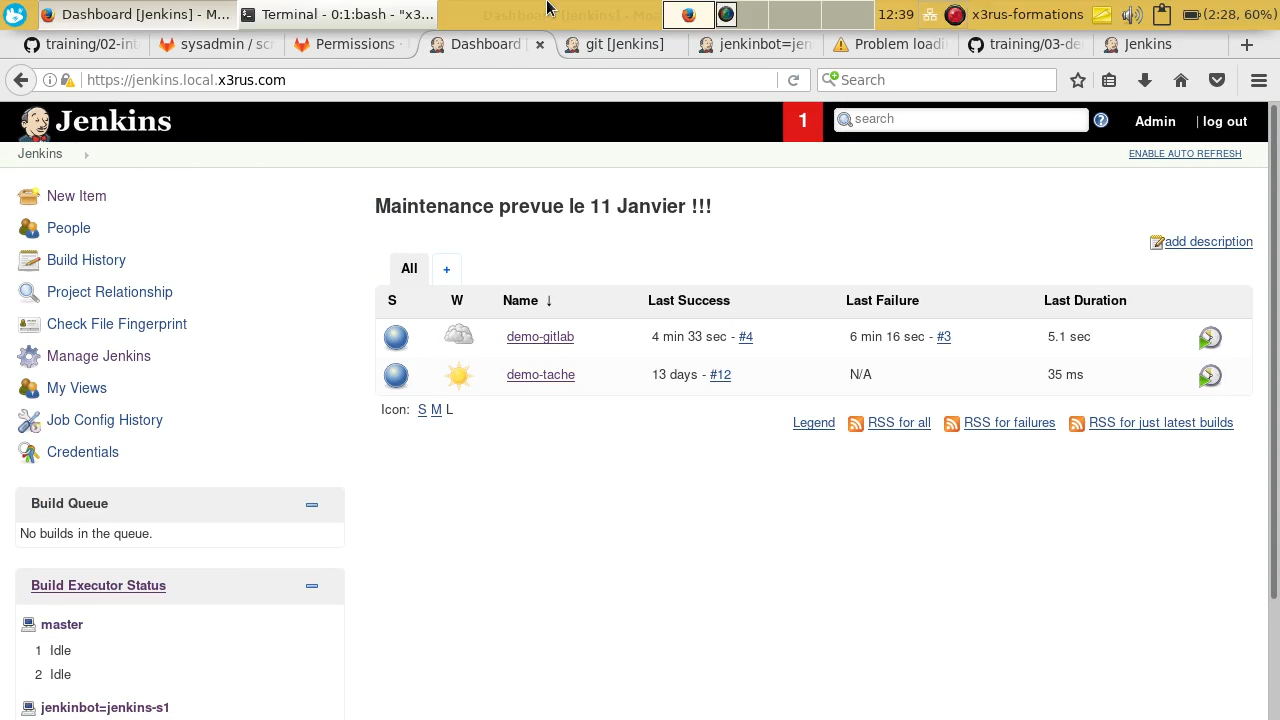 Dashboard [Jenkins] - M...
Terminal - 0:1:bash - "x3...
12:39
x3rus-formations
(2:28, 60%)
training/02-int
sysadmin / scr
Permissions ·
Dashboard [
git [Jenkins]
jenkinbot=jen
Problem loadi
training/03-de
Jenkins
https://jenkins.local.x3rus.com
Search
Jenkins
1
search
Admin
| log out
Jenkins
ENABLE AUTO REFRESH
New Item
People
Build History
Project Relationship
Check File Fingerprint
Manage Jenkins
My Views
Job Config History
Credentials
Build Queue
No builds in the queue.
Build Executor Status
master
1 Idle
2 Idle
jenkinbot=jenkins-s1
Maintenance prevue le 11 Janvier !!!
add description
All
+
S W Name ↓ Last Success Last Failure Last Duration
demo-gitlab 4 min 33 sec - #4 6 min 16 sec - #3 5.1 sec
demo-tache 13 days - #12 N/A 35 ms
Icon: S M L
Legend RSS for all RSS for failures RSS for just latest builds